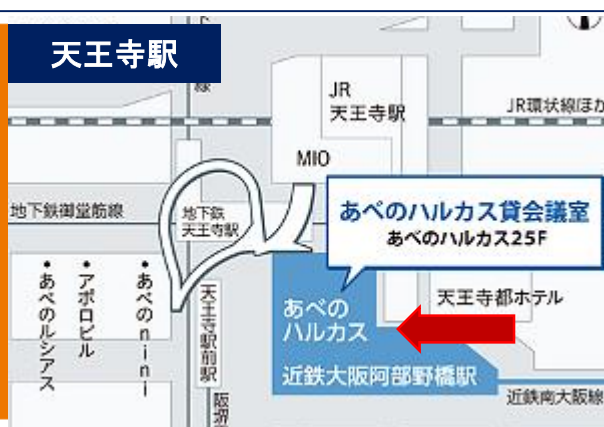 天王寺駅
線
JR
天王寺駅
JR環状線ほか
MIO
地下鉄御堂筋線
地下鉄
天王寺駅
あべのハルカス貸会議室
あべのハルカス25F
あべのnini
アポロビル
あべのルシアス
天王寺駅前駅
あべの
ハルカス
天王寺都ホテル
近鉄大阪阿部野橋駅
近鉄南大阪線
阪堺